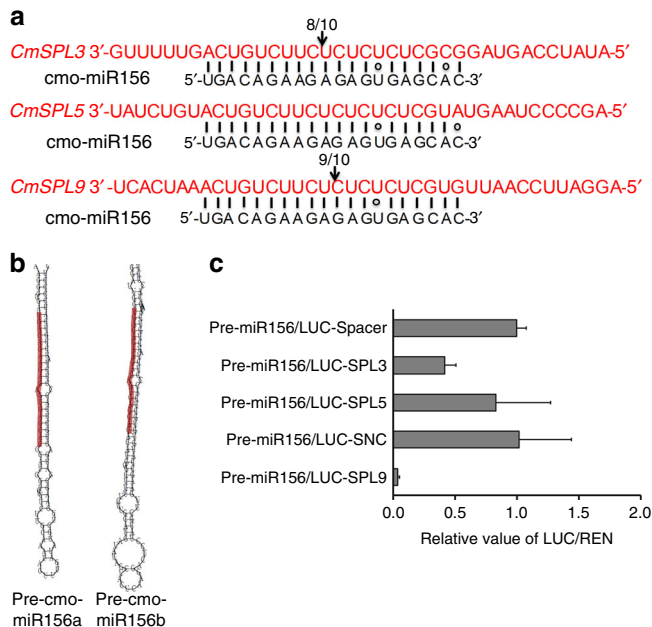 a
8/10
CmSPL3 3′-GUUUUUGACUGUCUUCUCUCUCUCUCGCGGAUGACCUAUA-5′
cmo-miR156 5′-UGACAGAAGAGAGUGAGCAC-3′
CmSPL5 3′-UAUCUGUACUGUCUUCUCUCUCUCUCGUAUGAAUCCCCGA-5′
cmo-miR156 5′-UGACAGAAGAGAGUGAGCAC-3′
9/10
CmSPL9 3′-UCACUAAACUGUCUUCUCUCUCUCUCGUGUUAACCUUAGGA-5′
cmo-miR156 5′-UGACAGAAGAGAGUGAGCAC-3′
b
Pre-cmo-miR156a
Pre-cmo-miR156b
c
Pre-miR156/LUC-Spacer
Pre-miR156/LUC-SPL3
Pre-miR156/LUC-SPL5
Pre-miR156/LUC-SNC
Pre-miR156/LUC-SPL9
0.0 0.5 1.0 1.5 2.0
Relative value of LUC/REN